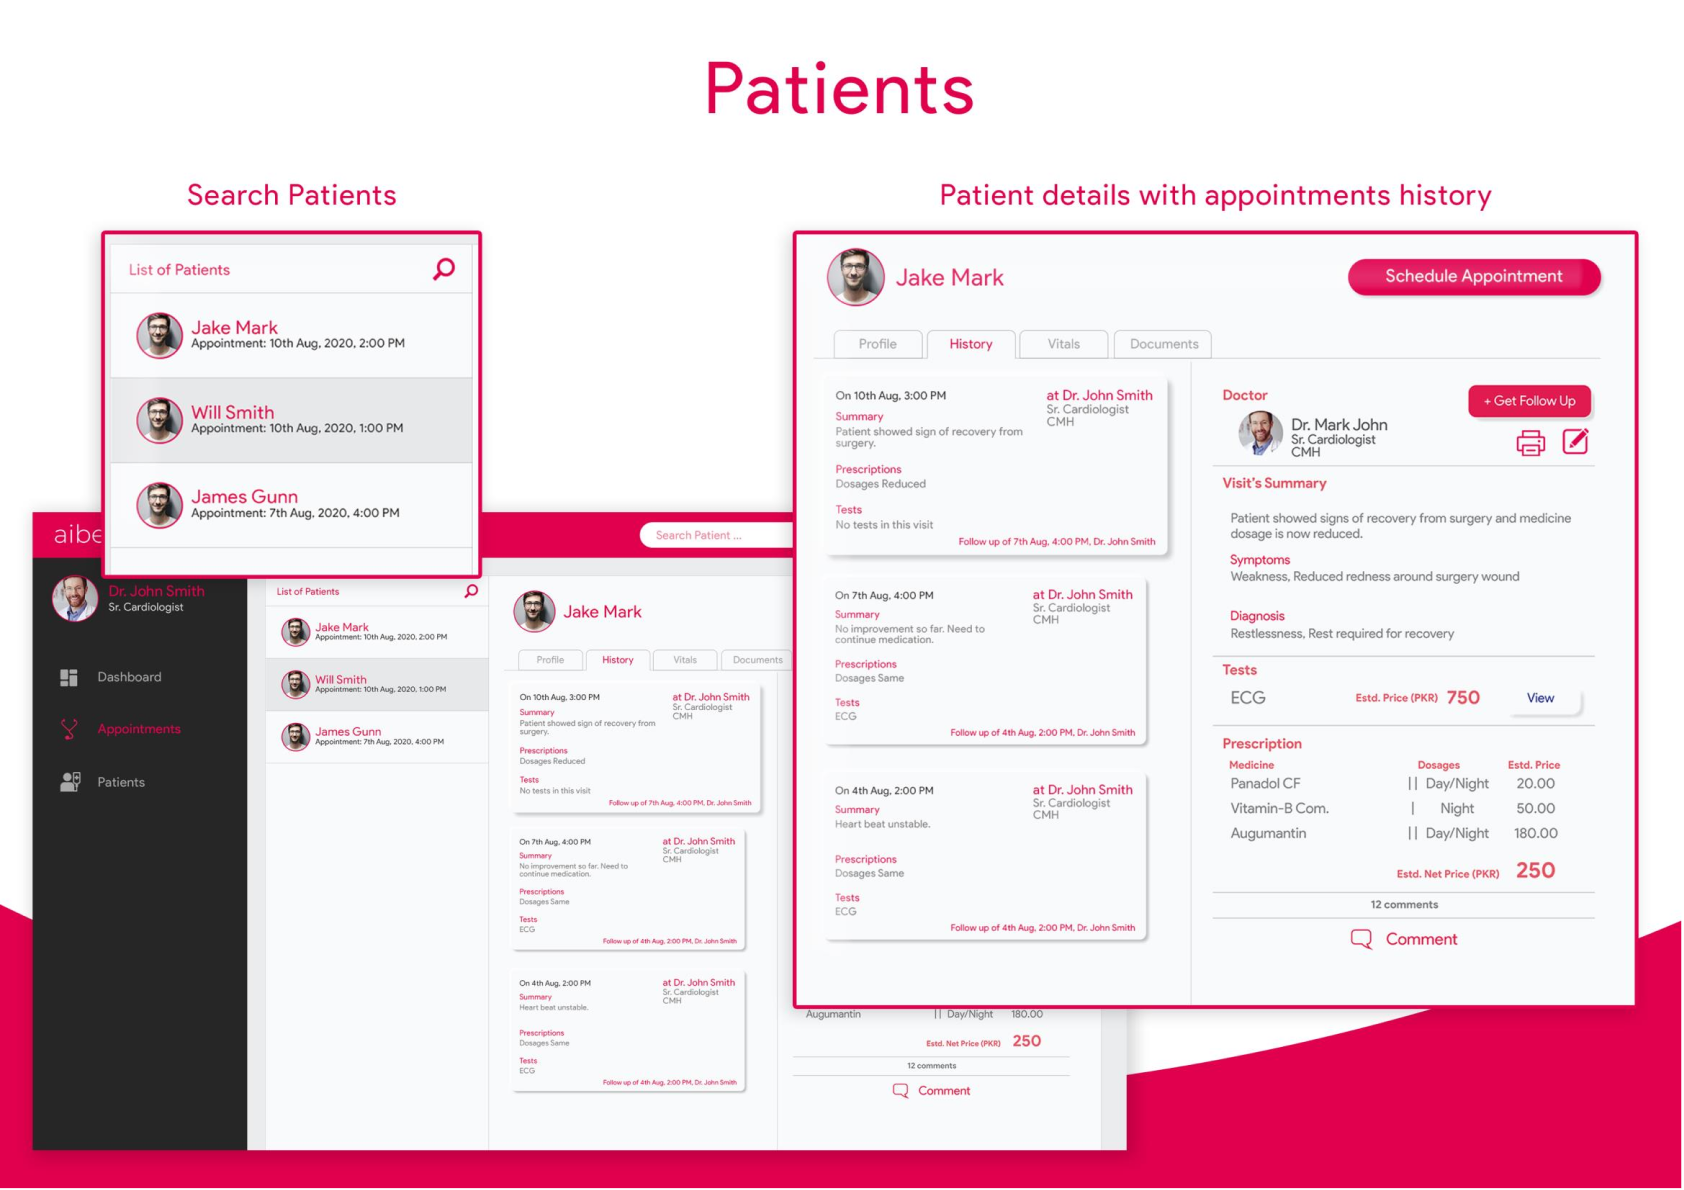 Patients
Search Patients
Patient details with appointments history
List of Patients
Jake Mark
Appointment: 10th Aug, 2020, 2:00 PM
Will Smith
Appointment: 10th Aug, 2020, 1:00 PM
James Gunn
Appointment: 7th Aug, 2020, 4:00 PM
Jake Mark
Schedule Appointment
Profile
History
Vitals
Documents
On 10th Aug, 3:00 PM
at Dr. John Smith
Sr. Cardiologist
CMH
Summary
Patient showed sign of recovery from
surgery.
Prescriptions
Dosages Reduced
Tests
No tests in this visit
Follow up of 7th Aug, 4:00 PM, Dr. John Smith
On 7th Aug, 4:00 PM
at Dr. John Smith
Sr. Cardiologist
CMH
Summary
No improvement so far. Need to
continue medication.
Prescriptions
Dosages Same
Tests
ECG
Follow up of 4th Aug, 2:00 PM, Dr. John Smith
On 4th Aug, 2:00 PM
at Dr. John Smith
Sr. Cardiologist
CMH
Summary
Heart beat unstable.
Prescriptions
Dosages Same
Tests
ECG
Follow up of 4th Aug, 2:00 PM, Dr. John Smith
Doctor
+ Get Follow Up
Dr. Mark John
Sr. Cardiologist
CMH
Visit's Summary
Patient showed signs of recovery from surgery and medicine
dosage is now reduced.
Symptoms
Weakness, Reduced redness around surgery wound
Diagnosis
Restlessness, Rest required for recovery
Tests
ECG Estd. Price (PKR) 750 View
Prescription
Medicine Dosages Estd. Price
Panadol CF || Day/Night 20.00
Vitamin-B Com. | Night 50.00
Augumantin || Day/Night 180.00
Estd. Net Price (PKR) 250
12 comments
Comment
aibe
Search Patient ...
Dr. John Smith
Sr. Cardiologist
Dashboard
Appointments
Patients
List of Patients
Jake Mark
Appointment: 10th Aug, 2020, 2:00 PM
Will Smith
Appointment: 10th Aug, 2020, 1:00 PM
James Gunn
Appointment: 7th Aug, 2020, 4:00 PM
Jake Mark
Profile
History
Vitals
Documents
On 10th Aug, 3:00 PM
at Dr. John Smith
Sr. Cardiologist
CMH
Summary
Patient showed sign of recovery from
surgery.
Prescriptions
Dosages Reduced
Tests
No tests in this visit
Follow up of 7th Aug, 4:00 PM, Dr. John Smith
On 7th Aug, 4:00 PM
at Dr. John Smith
Sr. Cardiologist
CMH
Summary
No improvement so far. Need to
continue medication.
Prescriptions
Dosages Same
Tests
ECG
Follow up of 4th Aug, 2:00 PM, Dr. John Smith
On 4th Aug, 2:00 PM
at Dr. John Smith
Sr. Cardiologist
CMH
Summary
Heart beat unstable.
Prescriptions
Dosages Same
Tests
ECG
Follow up of 4th Aug, 2:00 PM, Dr. John Smith
Augumantin || Day/Night 180.00
Estd. Net Price (PKR) 250
12 comments
Comment